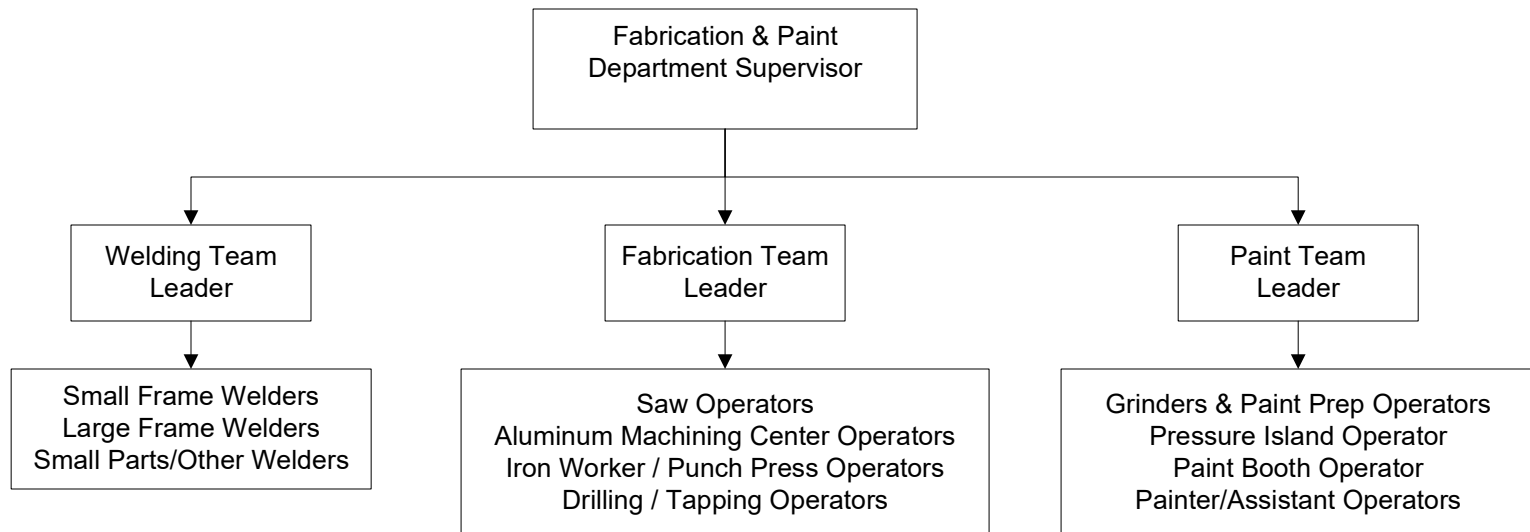 Fabrication & Paint
Department Supervisor
Welding Team
Leader
Fabrication Team
Leader
Paint Team
Leader
Small Frame Welders
Large Frame Welders
Small Parts/Other Welders
Saw Operators
Aluminum Machining Center Operators
Iron Worker / Punch Press Operators
Drilling / Tapping Operators
Grinders & Paint Prep Operators
Pressure Island Operator
Paint Booth Operator
Painter/Assistant Operators